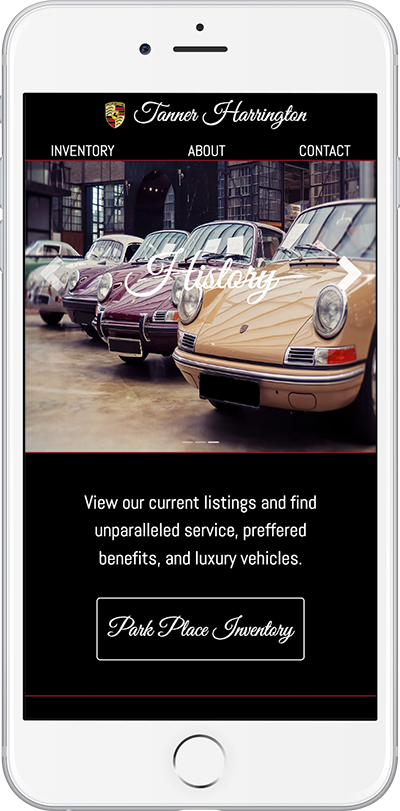 Tanner Harrington
INVENTORY ABOUT CONTACT
History
View our current listings and find
unparalleled service, preffered
benefits, and luxury vehicles.
Park Place Inventory